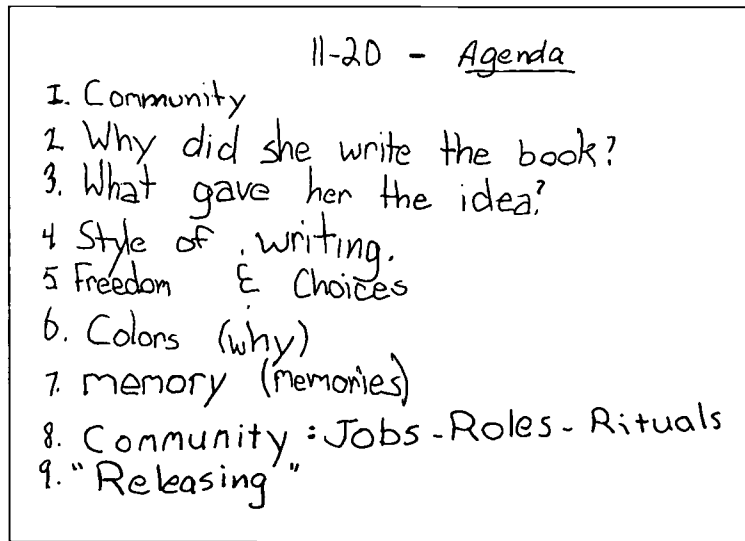 11-20 - Agenda
1. Community
2 Why did she write the book?
3. What gave her the idea?
4 Style of writing.
5 Freedom & Choices
6. Colors (why)
7. memory (memories)
8. Community : Jobs - Roles - Rituals
9. "Releasing"